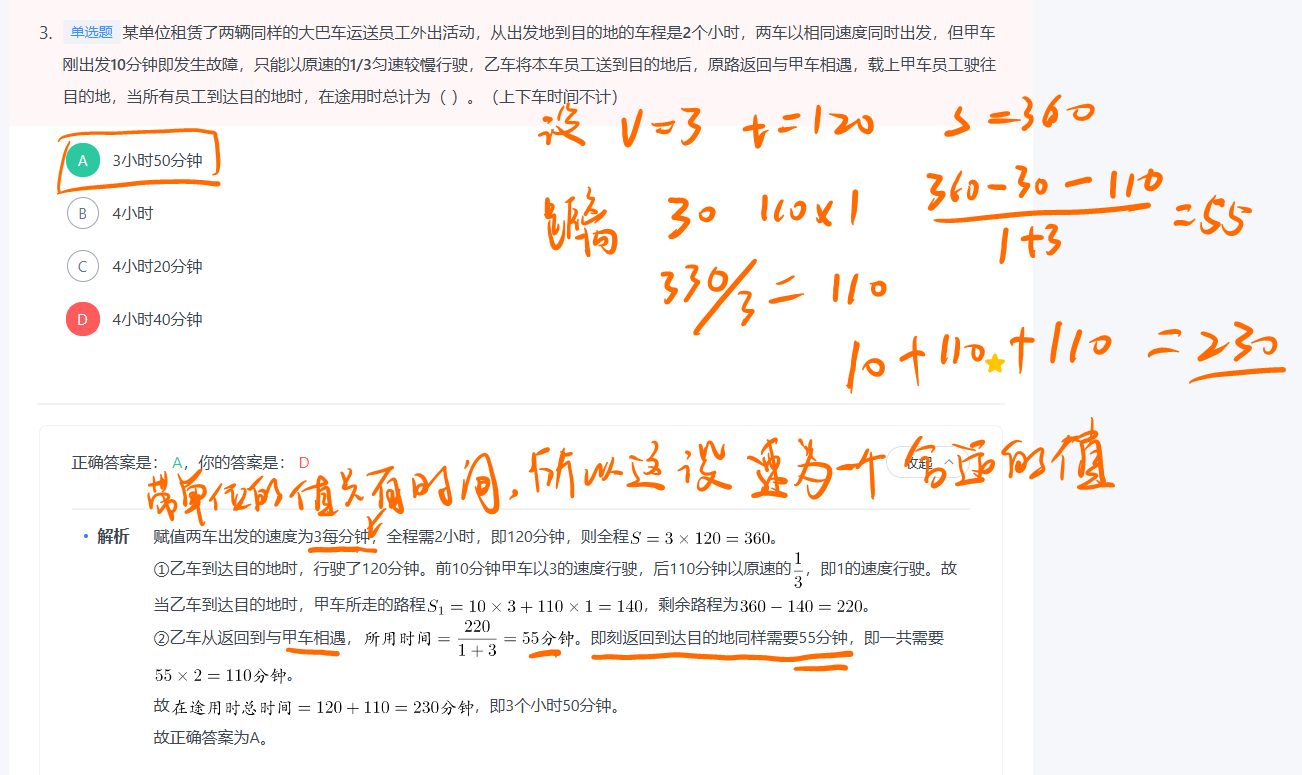 3. 单选题 某单位租赁了两辆同样的大巴车运送员工外出活动，从出发地到目的地的车程是2个小时，两车以相同速度同时出发，但甲车
刚出发10分钟即发生故障，只能以原速的1/3匀速较慢行驶，乙车将本车员工送到目的地后，原路返回与甲车相遇，载上甲车员工驶往
目的地，当所有员工到达目的地时，在途用时总计为（ ）。（上下车时间不计）
设 V=3 t=120 S=360
A 3小时50分钟
B 4小时
360-30-110
距离 30 110×1
1+3
=55
C 4小时20分钟
330/3=110
D 4小时40分钟
10+110+110=230
正确答案是： A，你的答案是： D
收起
带单位的值只有时间，所以这设速为一个合适的值
解析 赋值两车出发的速度为3每分钟，全程需2小时，即120分钟，则全程S = 3 × 120 = 360。
①乙车到达目的地时，行驶了120分钟。前10分钟甲车以3的速度行驶，后110分钟以原速的1/3，即1的速度行驶。故
当乙车到达目的地时，甲车所走的路程S₁ = 10 × 3 + 110 × 1 = 140，剩余路程为360 − 140 = 220。
②乙车从返回到与甲车相遇，所用时间 = 220/(1 + 3) = 55分钟。即刻返回到达目的地同样需要55分钟，即一共需要
55 × 2 = 110分钟。
故在途用时总时间 = 120 + 110 = 230分钟，即3个小时50分钟。
故正确答案为A。